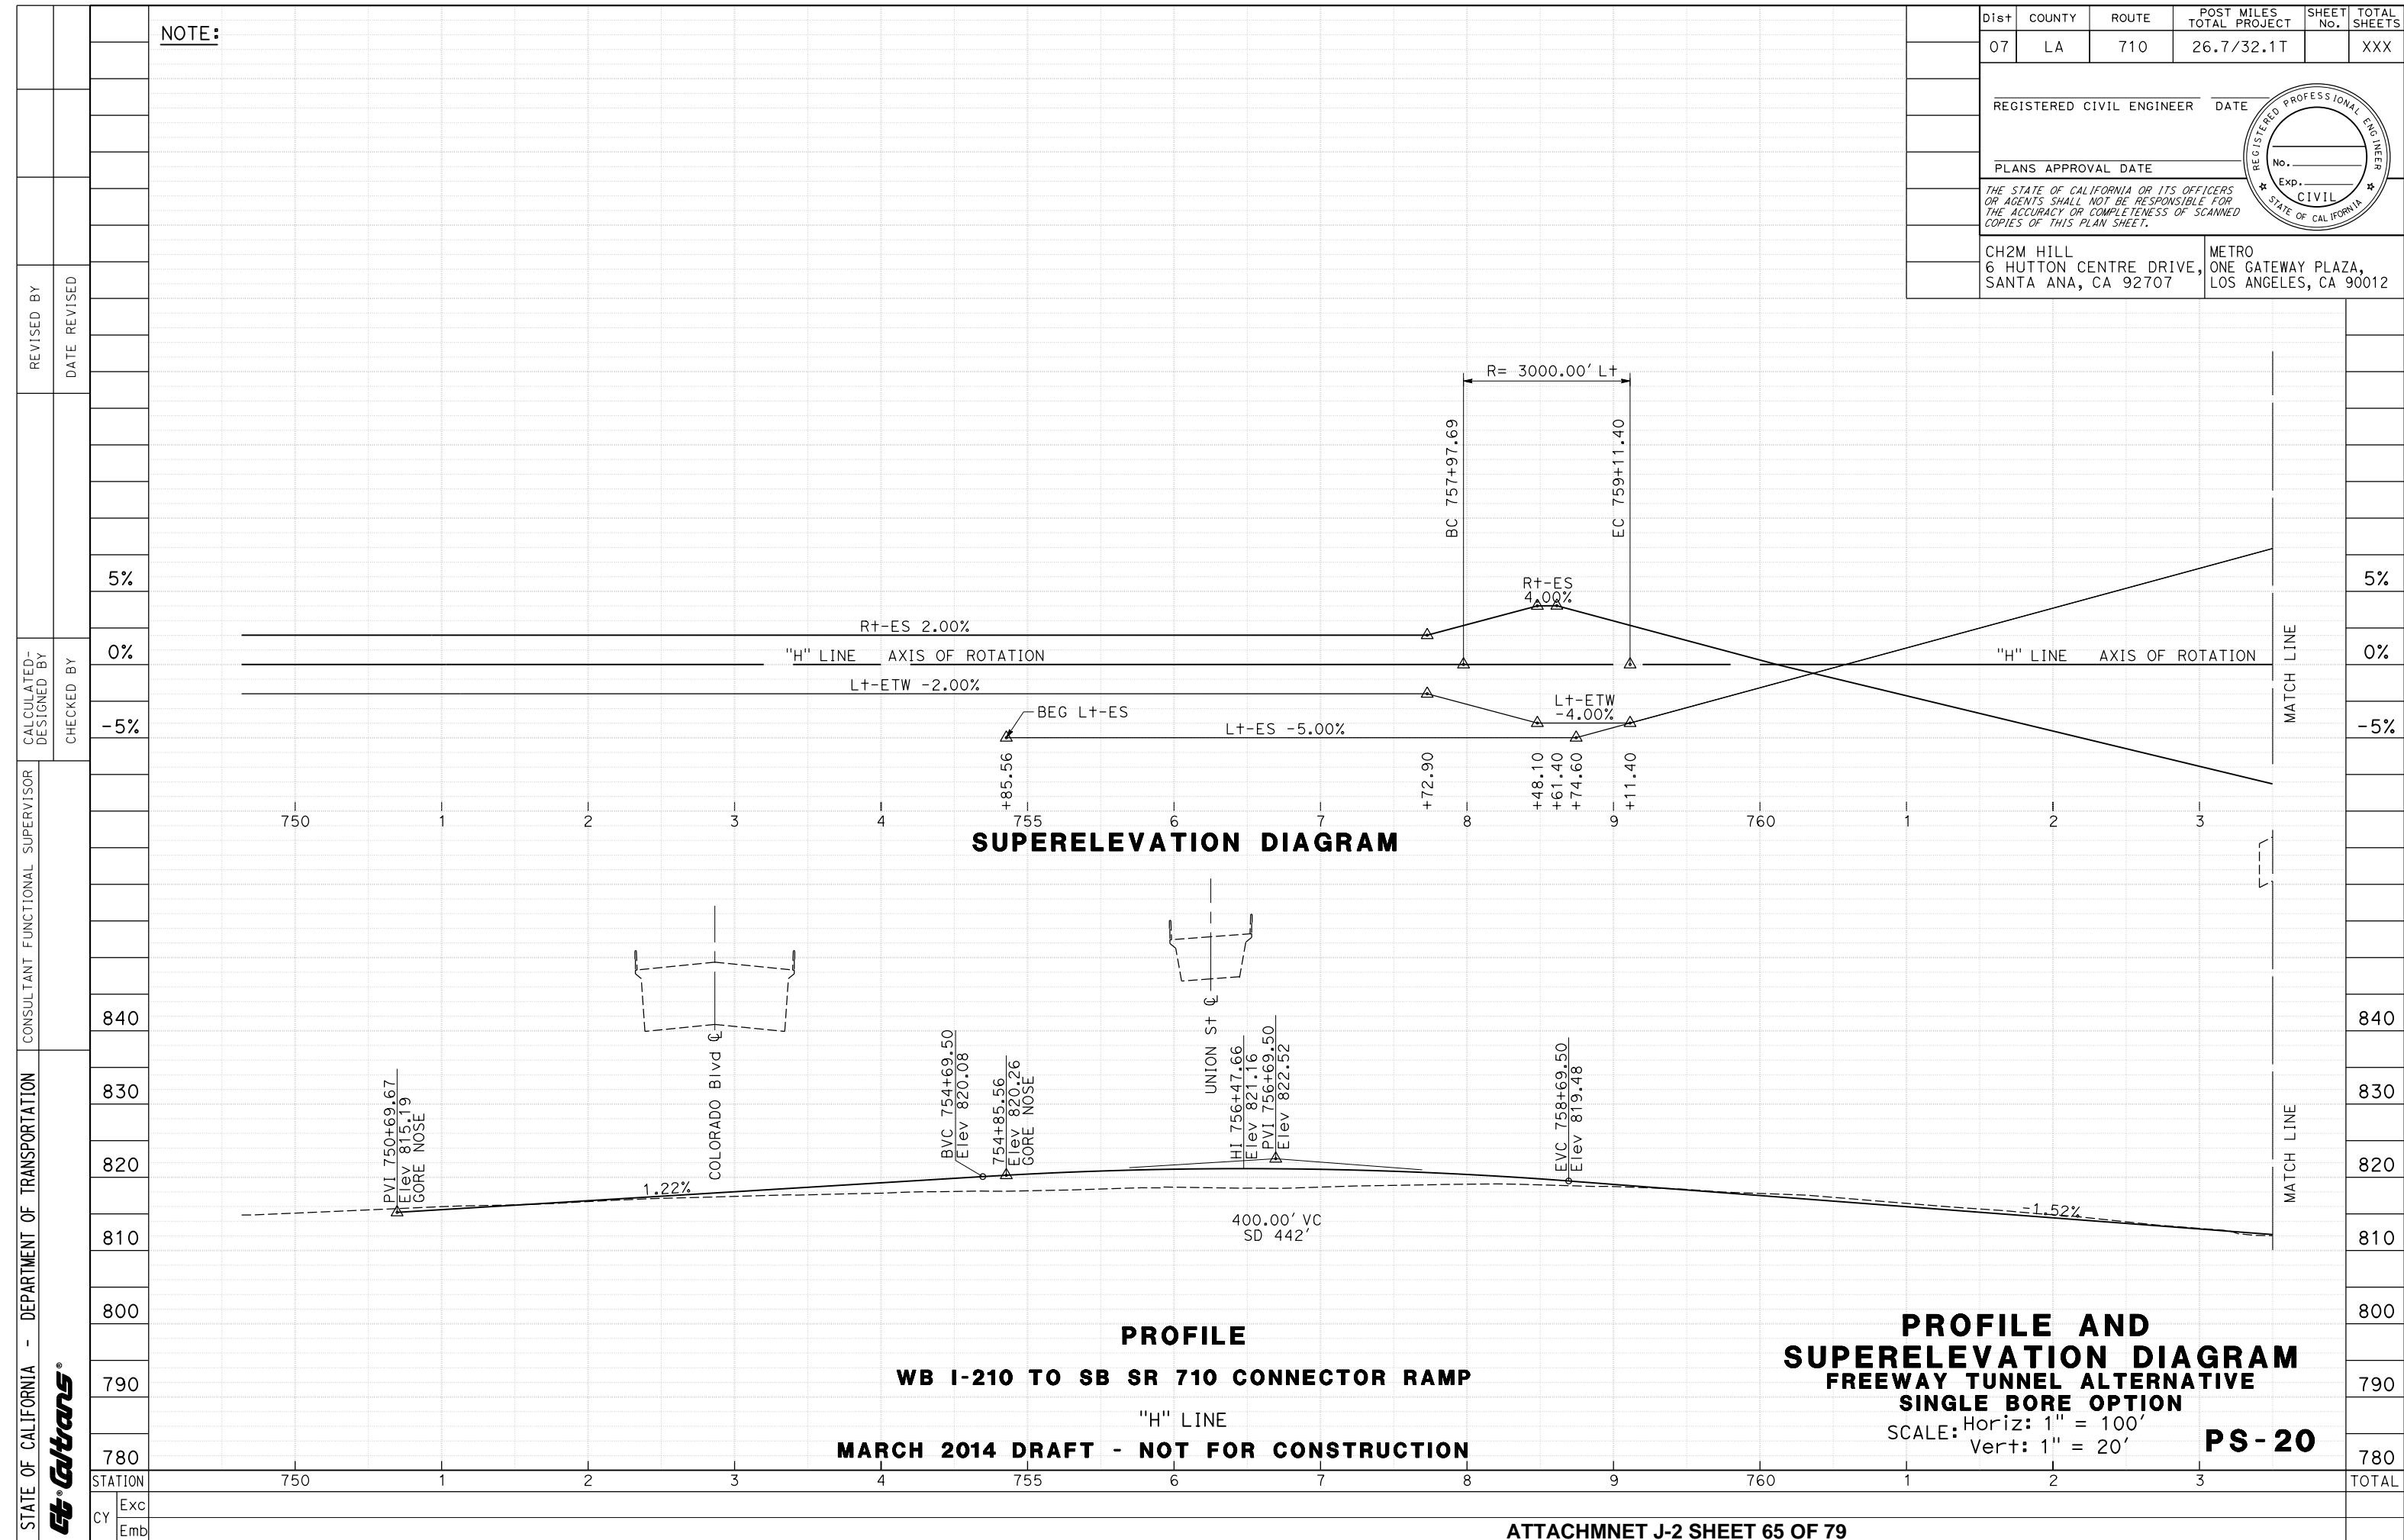 NOTE:
Dist COUNTY ROUTE POST MILES TOTAL PROJECT SHEET No. TOTAL SHEETS
07 LA 710 26.7/32.1T XXX
REGISTERED CIVIL ENGINEER DATE
PLANS APPROVAL DATE
REGISTERED PROFESSIONAL ENGINEER
No.
Exp.
CIVIL
STATE OF CALIFORNIA
THE STATE OF CALIFORNIA OR ITS OFFICERS
OR AGENTS SHALL NOT BE RESPONSIBLE FOR
THE ACCURACY OR COMPLETENESS OF SCANNED
COPIES OF THIS PLAN SHEET.
CH2M HILL
6 HUTTON CENTRE DRIVE,
SANTA ANA, CA 92707
METRO
ONE GATEWAY PLAZA,
LOS ANGELES, CA 90012
REVISED BY
DATE REVISED
CALCULATED-
DESIGNED BY
CHECKED BY
CONSULTANT FUNCTIONAL SUPERVISOR
STATE OF CALIFORNIA - DEPARTMENT OF TRANSPORTATION
ct® Caltrans®
R= 3000.00' Lt
BC 757+97.69
EC 759+11.40
5% 5%
Rt-ES
4.00%
Rt-ES 2.00%
0% 0%
"H" LINE AXIS OF ROTATION
"H" LINE AXIS OF ROTATION
Lt-ETW -2.00%
Lt-ETW
-4.00%
BEG Lt-ES
-5% -5%
Lt-ES -5.00%
MATCH LINE
+85.56
+72.90
+48.10
+61.40
+74.60
+11.40
750 1 2 3 4 755 6 7 8 9 760 1 2 3
SUPERELEVATION DIAGRAM
840 840
830 830
820 820
810 810
800 800
790 790
780 780
PVI 750+69.67
Elev 815.19
GORE NOSE
COLORADO Blvd ℄
BVC 754+69.50
Elev 820.08
754+85.56
Elev 820.26
GORE NOSE
UNION St ℄
HI 756+47.66
Elev 821.16
PVI 756+69.50
Elev 822.52
EVC 758+69.50
Elev 819.48
MATCH LINE
1.22%
400.00' VC
SD 442'
-1.52%
PROFILE
WB I-210 TO SB SR 710 CONNECTOR RAMP
"H" LINE
MARCH 2014 DRAFT - NOT FOR CONSTRUCTION
PROFILE AND
SUPERELEVATION DIAGRAM
FREEWAY TUNNEL ALTERNATIVE
SINGLE BORE OPTION
SCALE: Horiz: 1" = 100'
Vert: 1" = 20'
PS-20
STATION 750 1 2 3 4 755 6 7 8 9 760 1 2 3 TOTAL
CY Exc
Emb
ATTACHMNET J-2 SHEET 65 OF 79